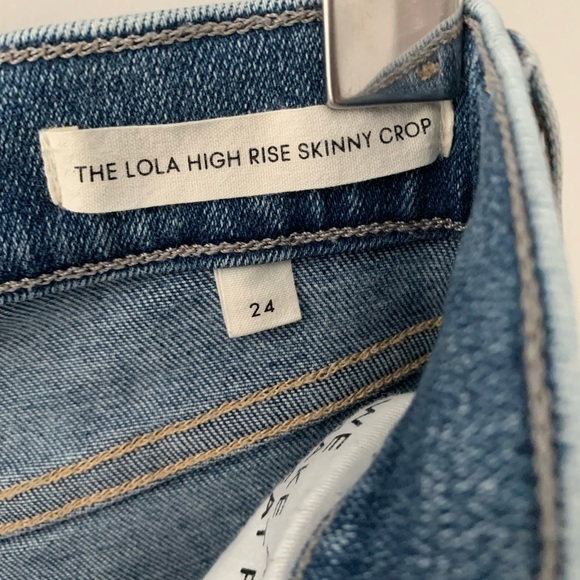 THE LOLA HIGH RISE SKINNY CROP
24